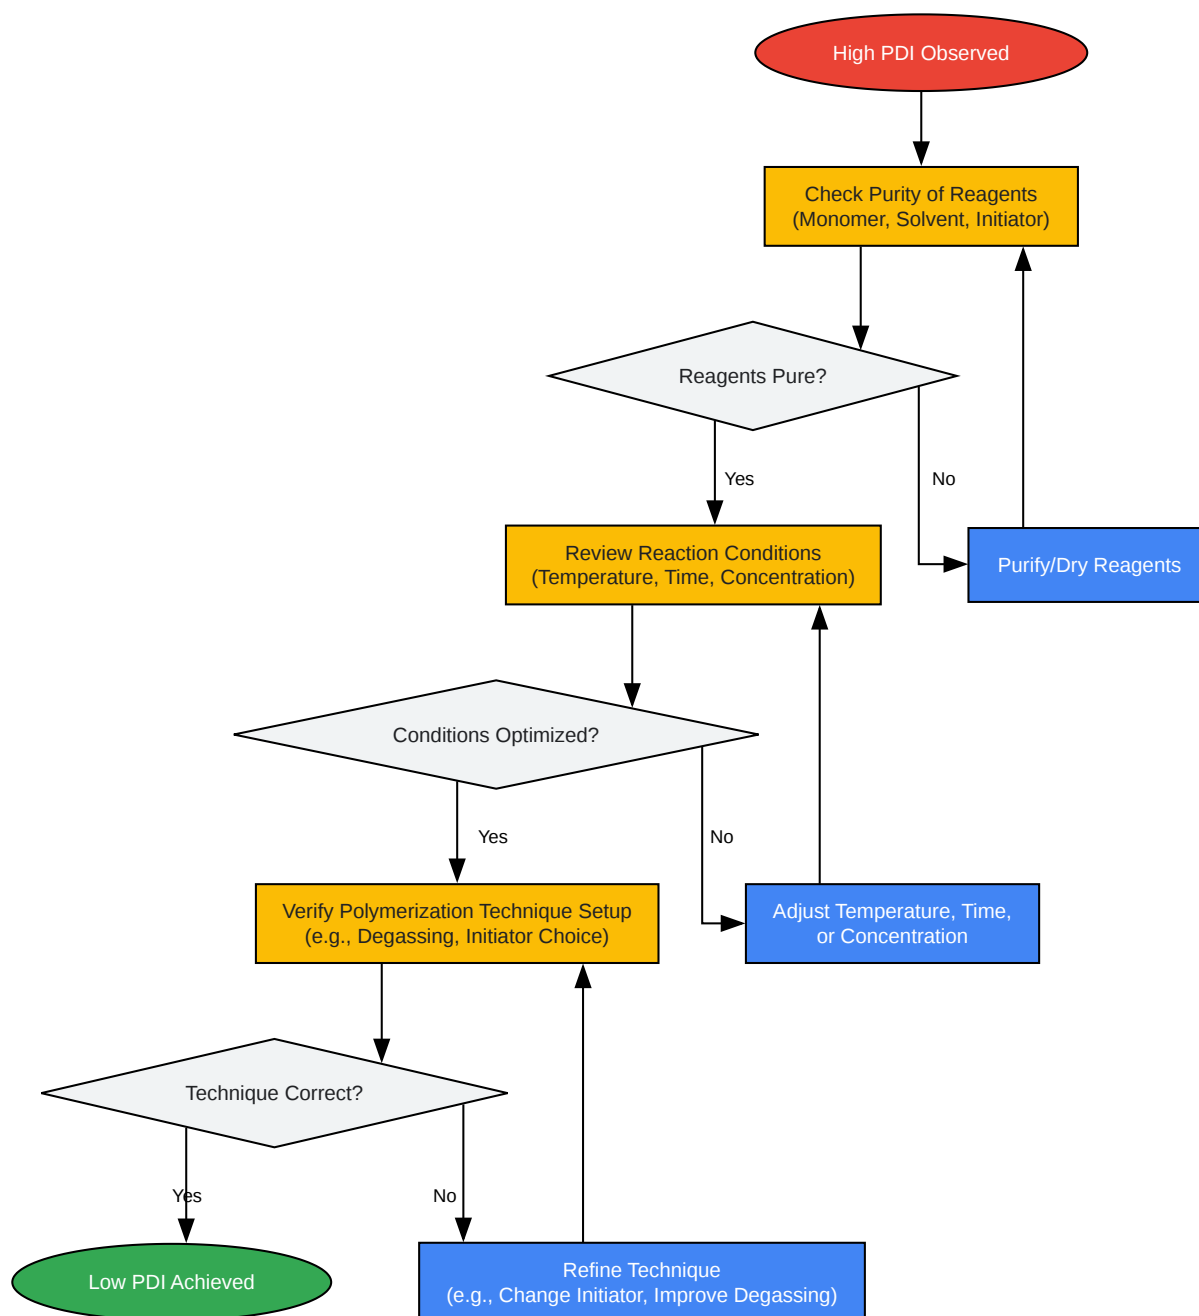 High PDI Observed
Check Purity of Reagents
(Monomer, Solvent, Initiator)
Reagents Pure?
Yes
No
Review Reaction Conditions
(Temperature, Time, Concentration)
Purify/Dry Reagents
Conditions Optimized?
Yes
No
Verify Polymerization Technique Setup
(e.g., Degassing, Initiator Choice)
Adjust Temperature, Time,
or Concentration
Technique Correct?
Yes
No
Low PDI Achieved
Refine Technique
(e.g., Change Initiator, Improve Degassing)